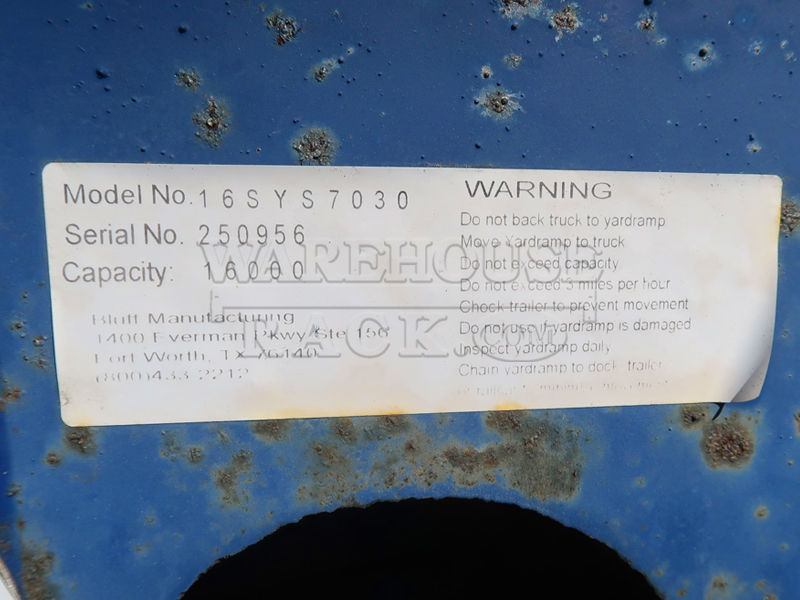 Model No. 16SYS7030
Serial No. 250956
Capacity: 16000
Bluff Manufacturing
1400 Everman Pkwy Ste 156
Fort Worth, TX 76140
(800)433-2212
WARNING
Do not back truck to yardramp
Move Yardramp to truck
Do not exceed capacity
Do not exceed 3 miles per hour
Chock trailer to prevent movement
Do not use if yardramp is damaged
Inspect yardramp daily
Chain yardramp to dock trailer
WAREHOUSE
RACK.COM